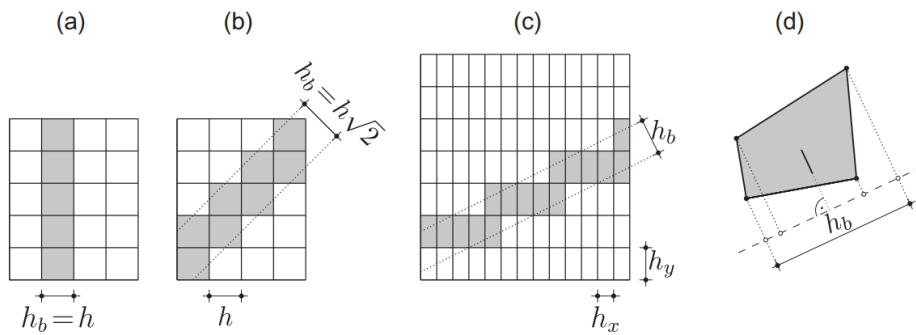 (a)
(b)
(c)
(d)
h_b = h√2
h_b
h_b
h_y
h_b = h
h
h_x